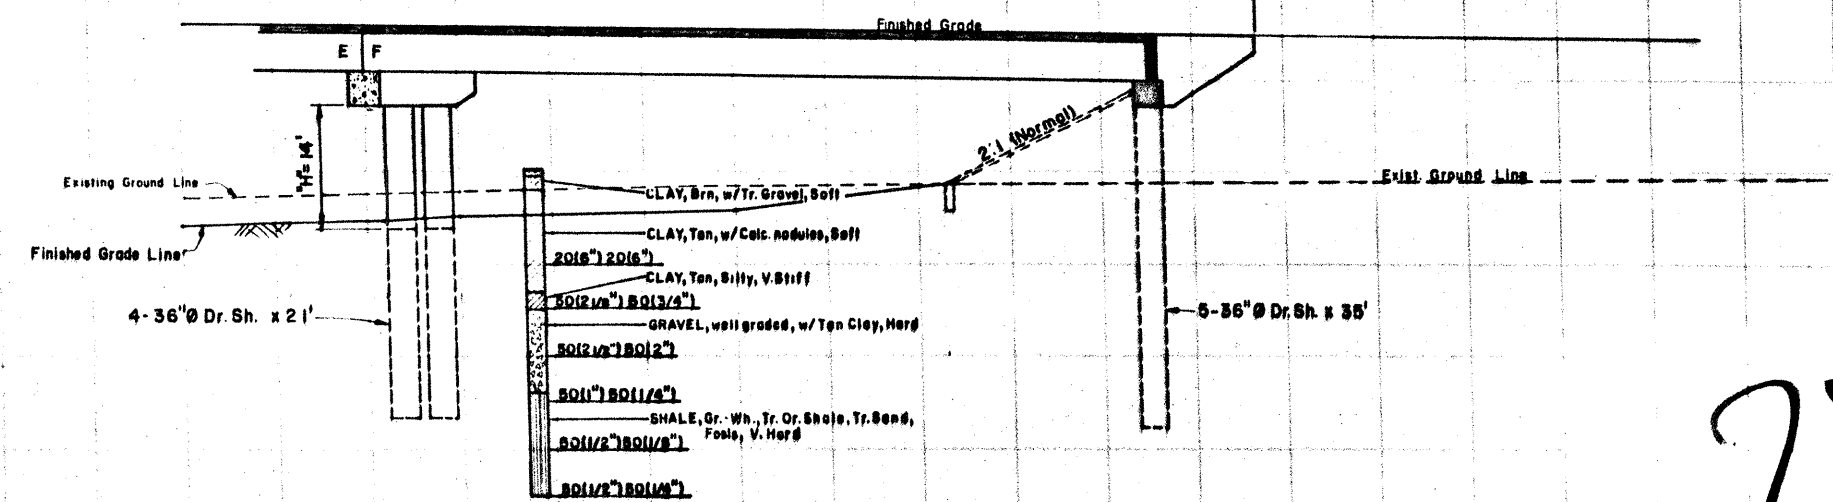 Finished Grade
E F
"H"=14'
2:1 (Normal)
Existing Ground Line
Exist. Ground Line
CLAY, Brn, w/Tr. Gravel, Soft
CLAY, Tan, w/Calc. nodules, Soft
Finished Grade Line
20(6") 20(6")
CLAY, Tan, Silty, V.Stiff
50(2 1/8") 50(3/4")
4-36"Ø Dr. Sh. x 21'
GRAVEL, well graded, w/ Tan Clay, Hard
5-36"Ø Dr. Sh. x 35'
50(2 1/2") 50(2")
50(1") 50(1/4")
SHALE, Gr.-Wh., Tr. Or. Shale, Tr. Sand,
V. Hard
50(1/2") 50(1/8")
50(1/2") 50(1/4")